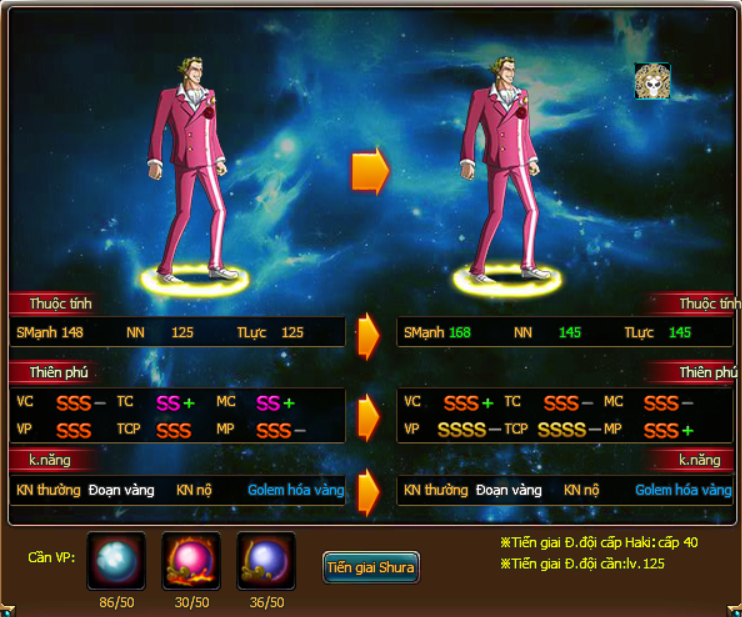 Thuộc tính Thuộc tính
SMạnh 148 NN 125 TLực 125 SMạnh 168 NN 145 TLực 145
Thiên phú Thiên phú
VC SSS- TC SS+ MC SS+ VC SSS+ TC SSS- MC SSS-
VP SSS TCP SSS MP SSS- VP SSSS- TCP SSSS- MP SSS+
k.năng k.năng
KN thường Đoạn vàng KN nộ Golem hóa vàng KN thường Đoạn vàng KN nộ Golem hóa vàng
Cần VP: Tiến giai Shura ※Tiến giai Đ.đội cấp Haki: cấp 40
※Tiến giai Đ.đội cần:lv.125
86/50 30/50 36/50